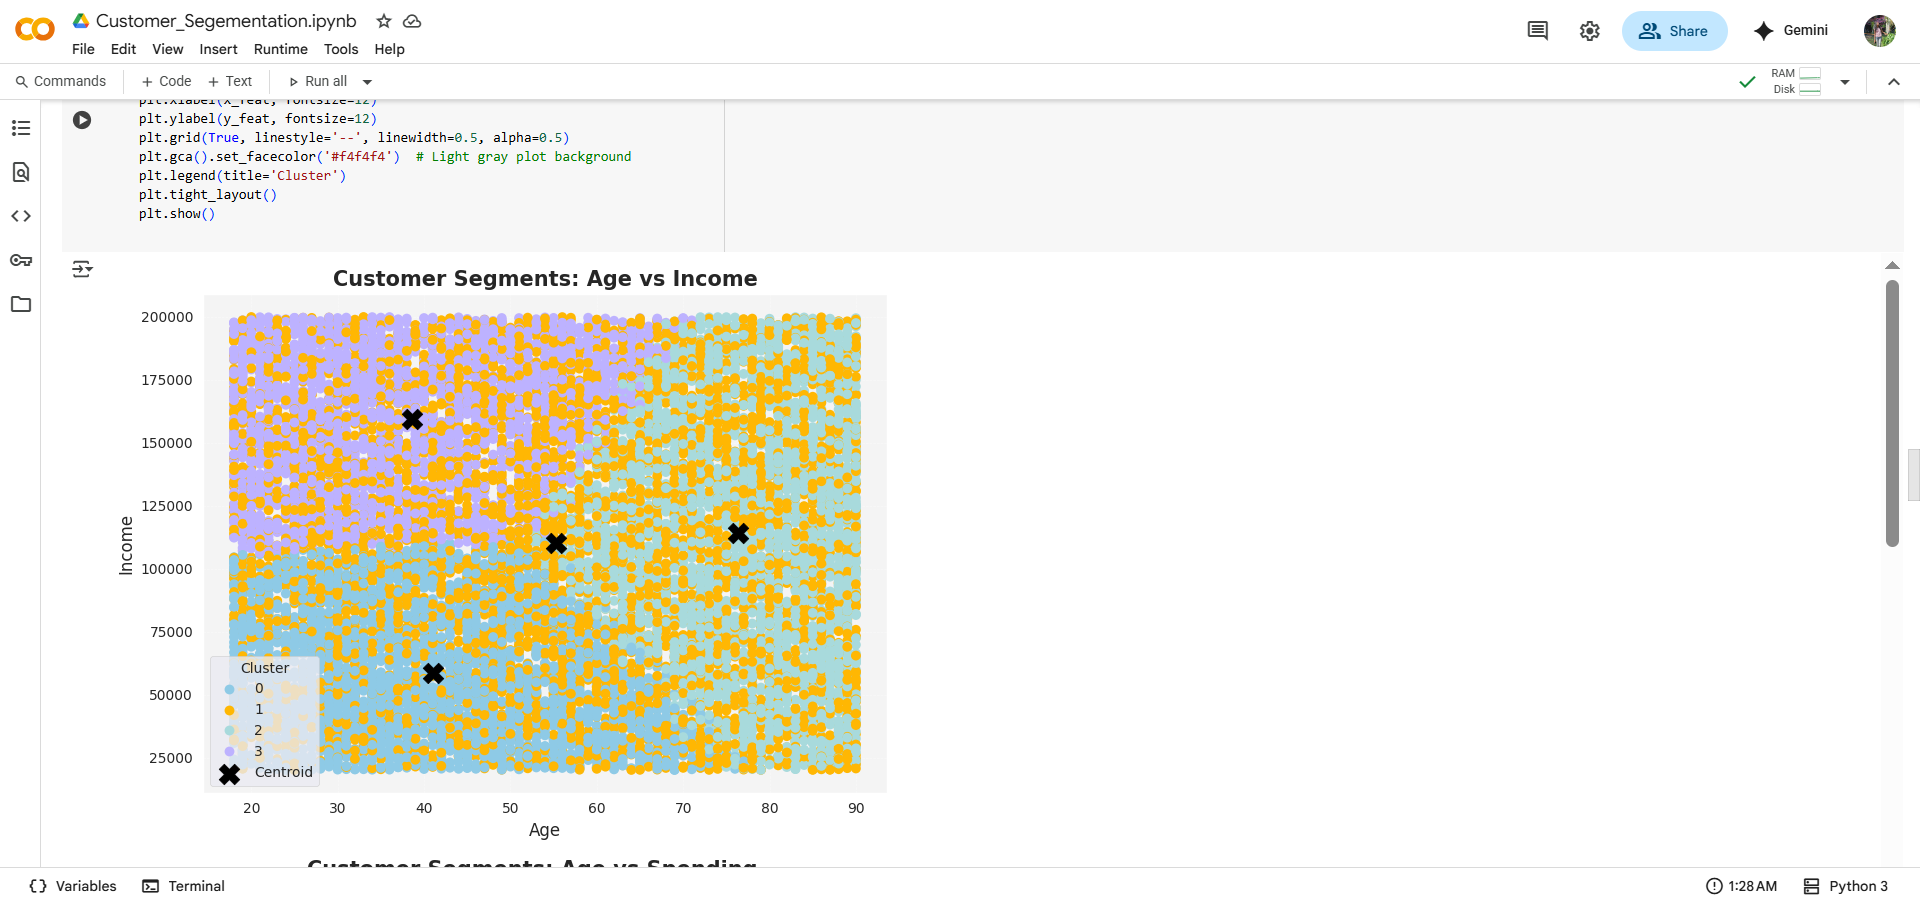 Customer_Segementation.ipynb
Share
Gemini
File Edit View Insert Runtime Tools Help
Commands + Code + Text Run all
RAM
Disk
plt.xlabel(x_feat, fontsize=12)
plt.ylabel(y_feat, fontsize=12)
plt.grid(True, linestyle='--', linewidth=0.5, alpha=0.5)
plt.gca().set_facecolor('#f4f4f4')  # Light gray plot background
plt.legend(title='Cluster')
plt.tight_layout()
plt.show()
Customer Segments: Age vs Income
200000
175000
150000
125000
100000
75000
50000
25000
Income
Cluster
0
1
2
3
Centroid
20 30 40 50 60 70 80 90
Age
Customer Segments: Age vs Spending
Variables Terminal 1:28 AM Python 3